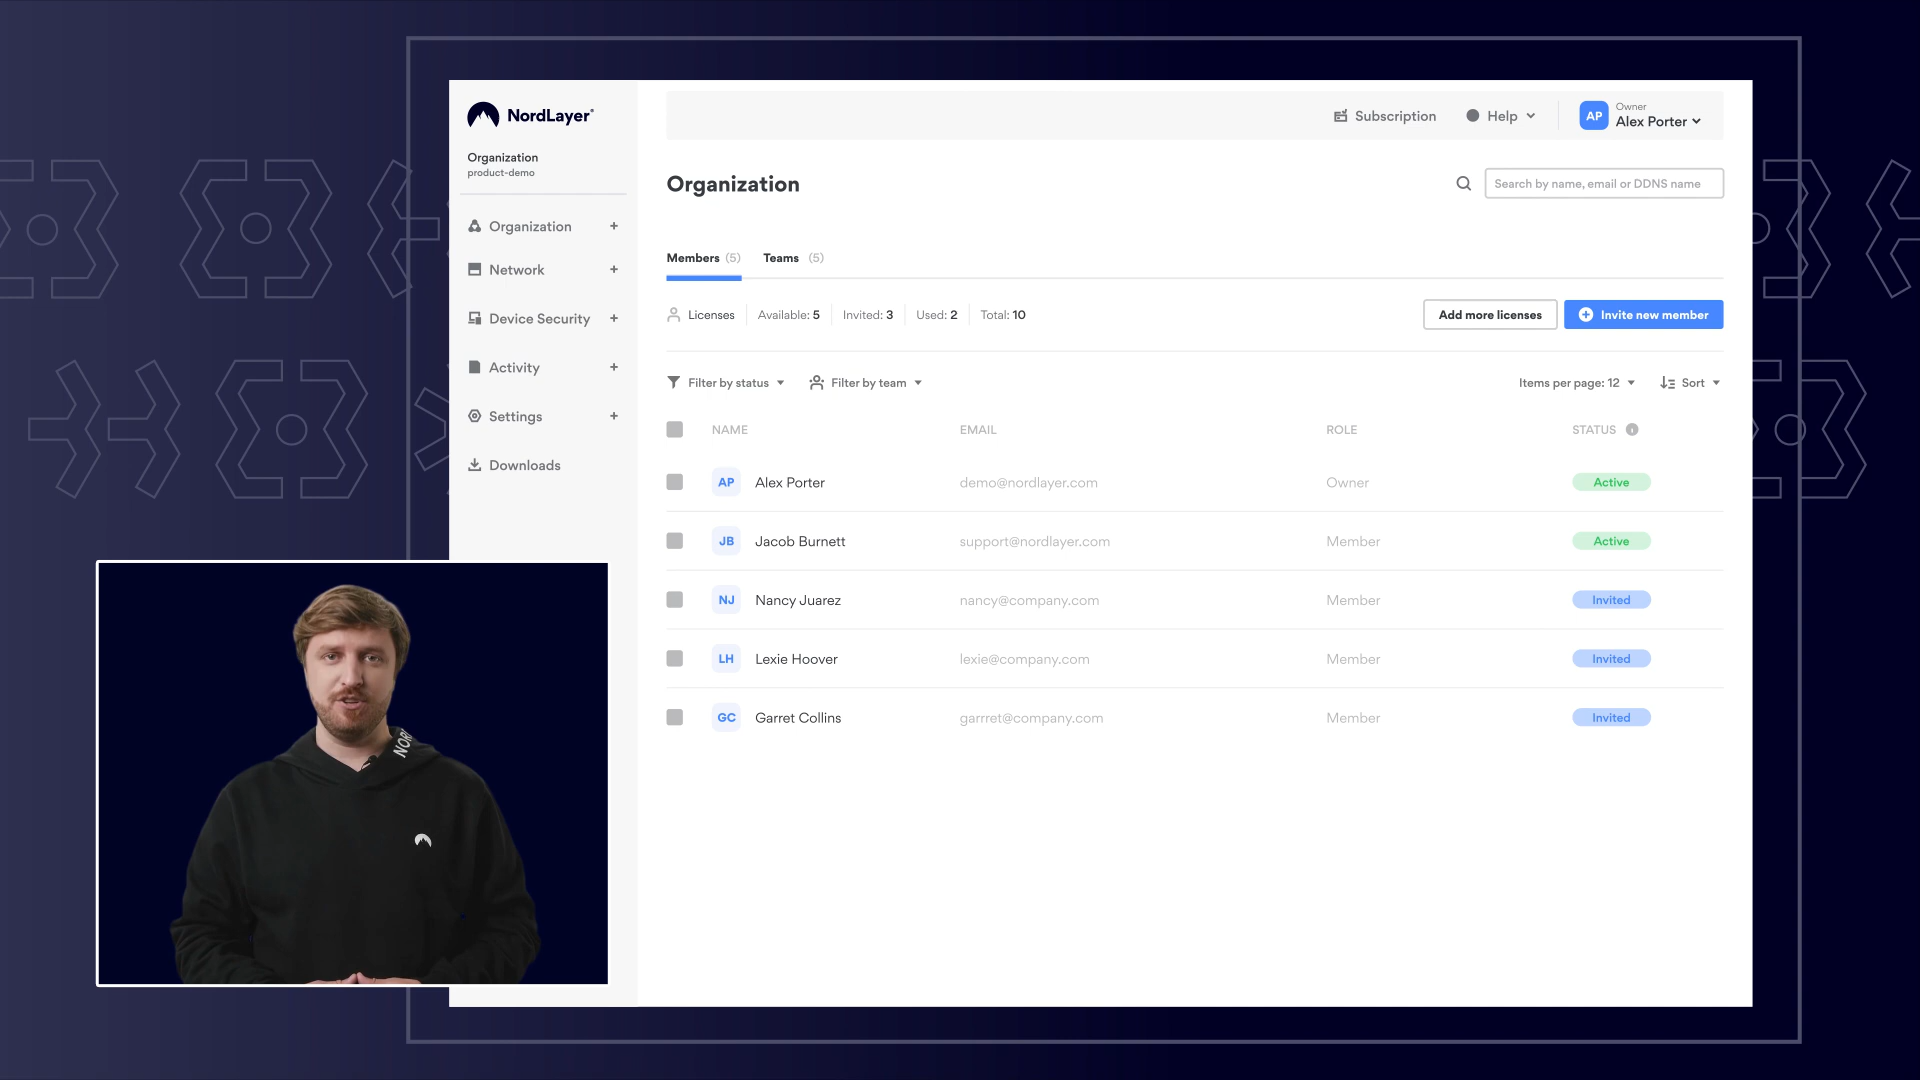 NordLayer®
Organization
product-demo
Organization
Network
Device Security
Activity
Settings
Downloads
Subscription
Help
AP
Owner
Alex Porter
Organization
Search by name, email or DDNS name
Members (5)
Teams (5)
Licenses
Available: 5
Invited: 3
Used: 2
Total: 10
Add more licenses
Invite new member
Filter by status
Filter by team
Items per page: 12
Sort
NAME EMAIL ROLE STATUS
AP Alex Porter demo@nordlayer.com Owner Active
JB Jacob Burnett support@nordlayer.com Member Active
NJ Nancy Juarez nancy@company.com Member Invited
LH Lexie Hoover lexie@company.com Member Invited
GC Garret Collins garrret@company.com Member Invited
NOR